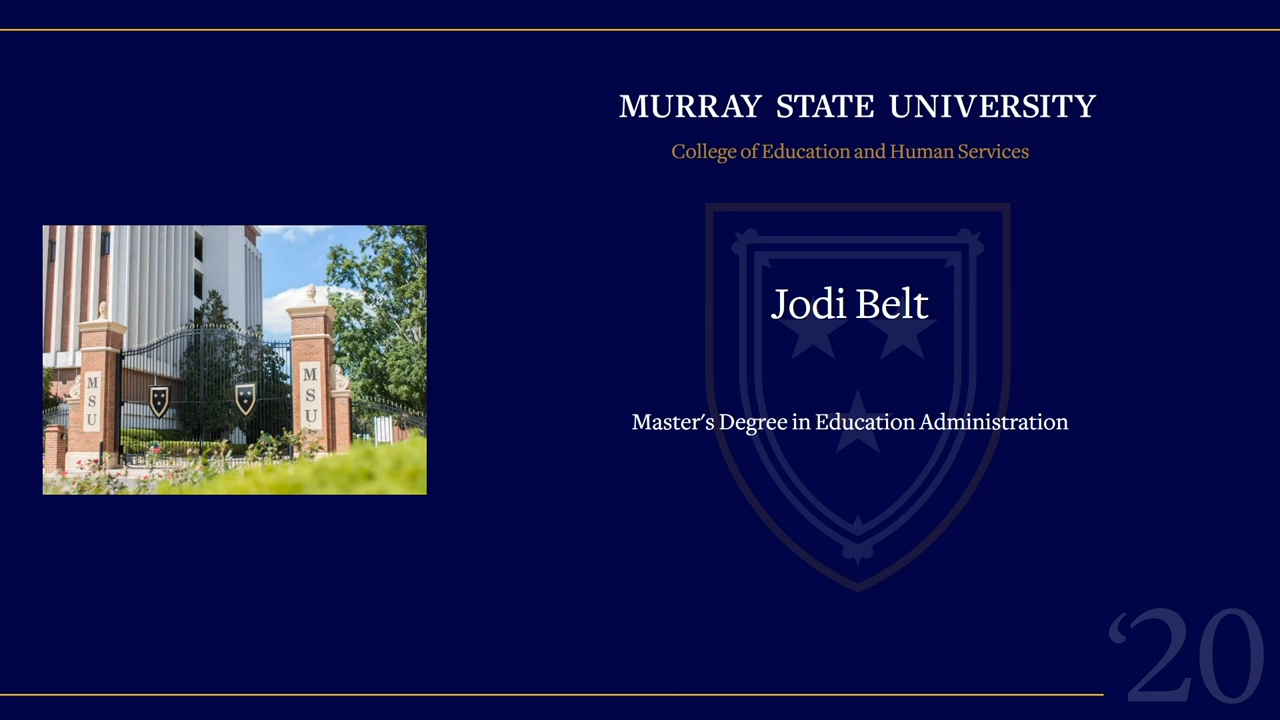 MURRAY STATE UNIVERSITY
College of Education and Human Services
Jodi Belt
Master's Degree in Education Administration
M
S
U
M
S
U
‘20